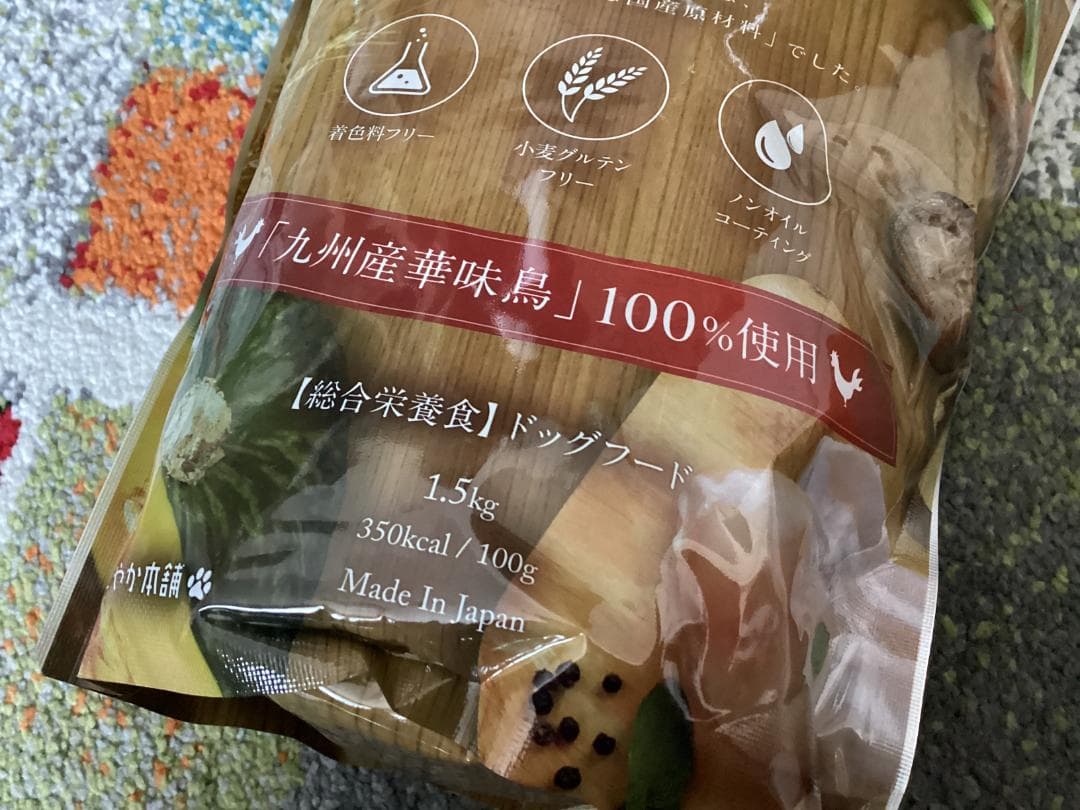 国産原材料」でした。
着色料フリー
小麦グルテン
フリー
ノンオイル
コーティング
「九州産華味鳥」100%使用
【総合栄養食】ドッグフード
1.5kg
350kcal / 100g
Made In Japan
やか本舗